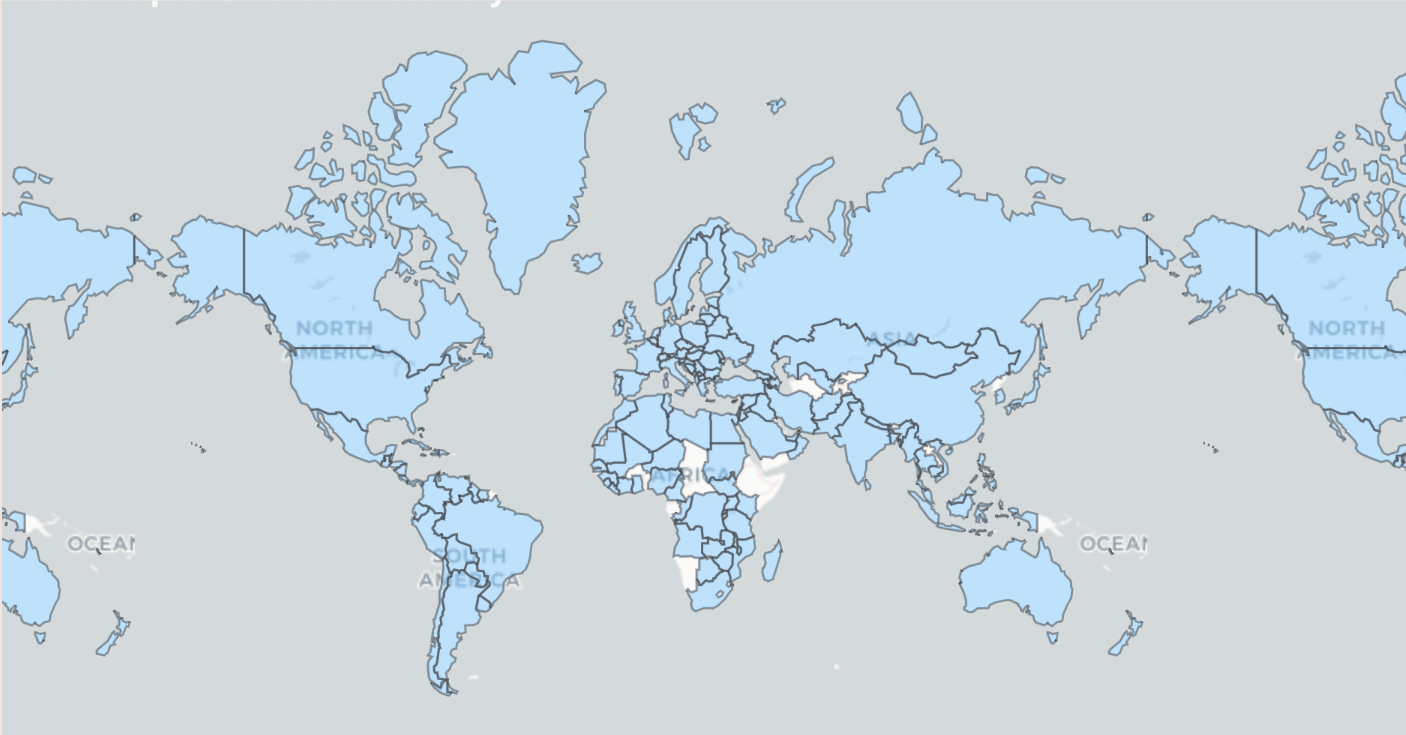 NORTH
AMERICA
ASIA
NORTH
AMERICA
AFRICA
OCEAN
SOUTH
AMERICA
OCEAN